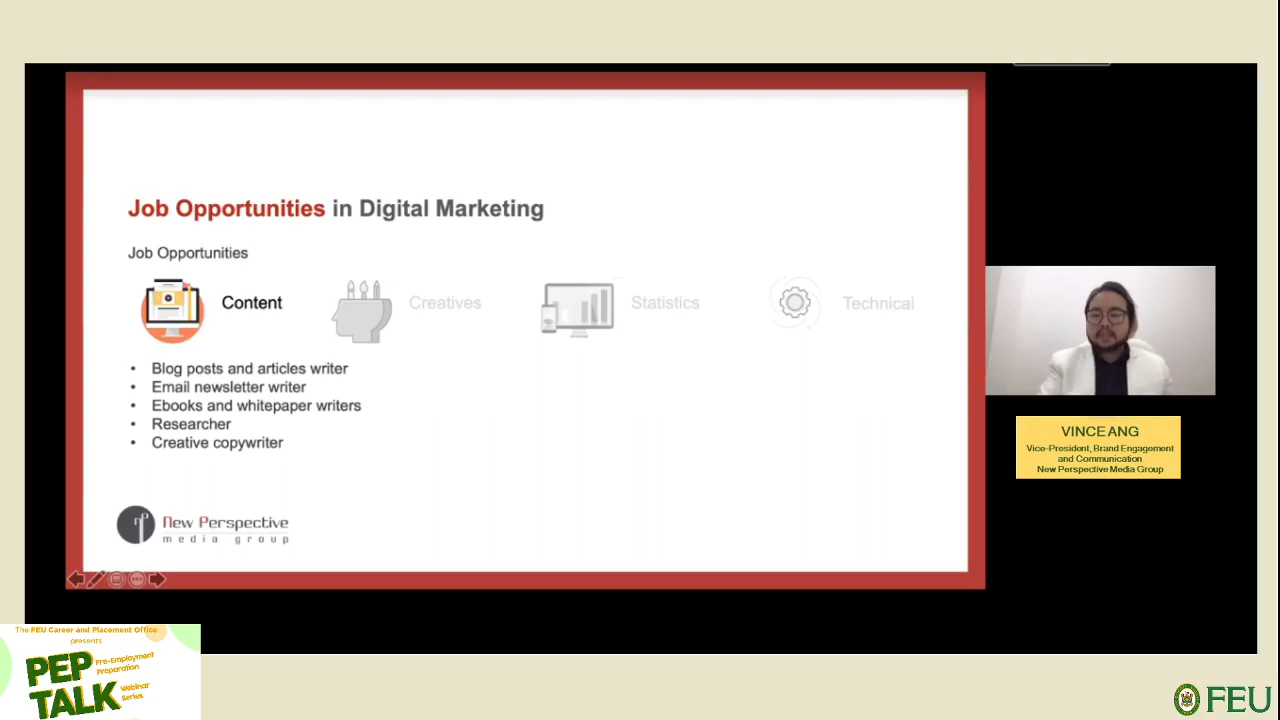 Job Opportunities in Digital Marketing
Job Opportunities
Content
Creatives
Statistics
Technical
• Blog posts and articles writer
• Email newsletter writer
• Ebooks and whitepaper writers
• Researcher
• Creative copywriter
New Perspective
media group
VINCE ANG
Vice-President, Brand Engagement
and Communication
New Perspective Media Group
The FEU Career and Placement Office
presents
PEP
Pre-Employment
Preparation
TALK
Webinar
Series
FEU